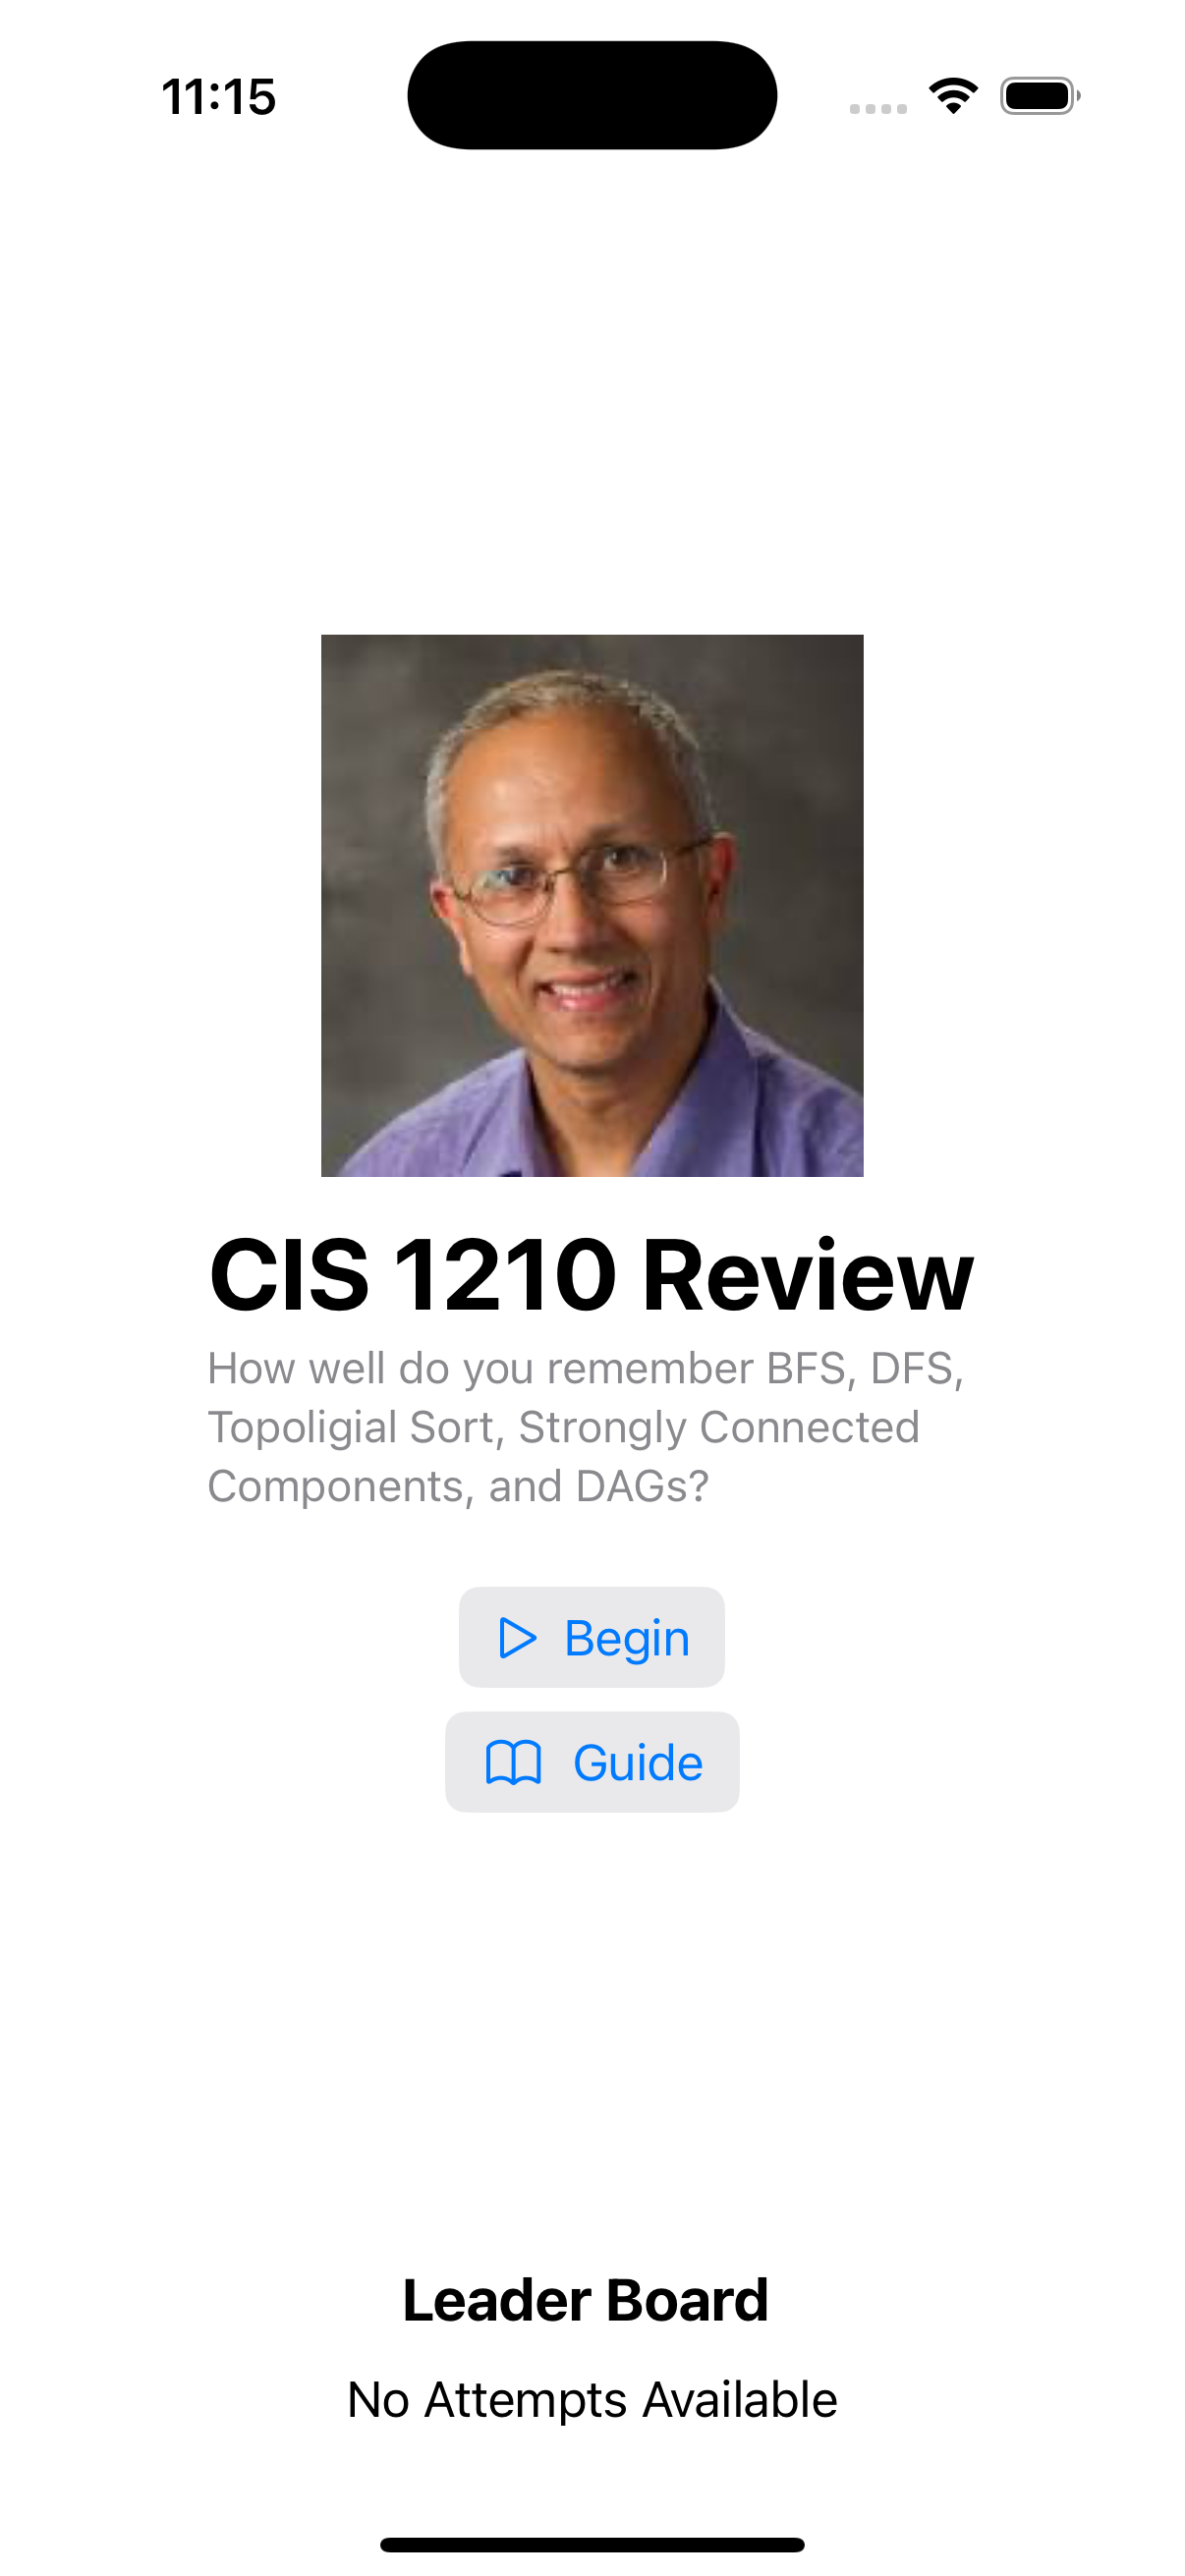 11:15
CIS 1210 Review
How well do you remember BFS, DFS,
Topoligial Sort, Strongly Connected
Components, and DAGs?
Begin
Guide
Leader Board
No Attempts Available